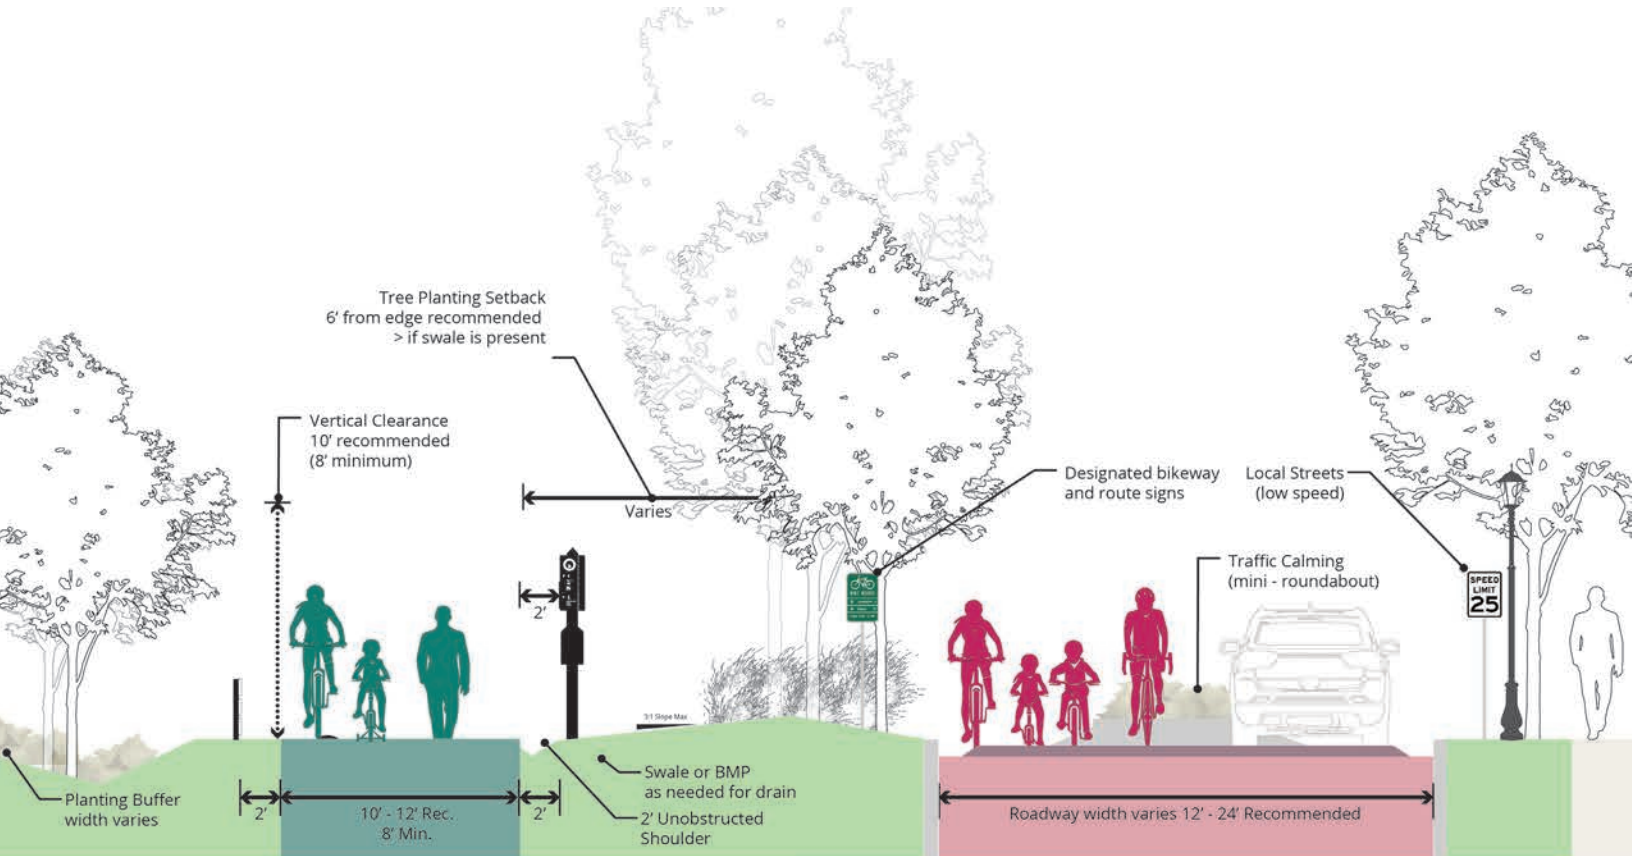 Tree Planting Setback
6' from edge recommended
> if swale is present
Vertical Clearance
10' recommended
(8' minimum)
Varies
Designated bikeway
and route signs
Local Streets
(low speed)
Traffic Calming
(mini - roundabout)
SPEED
LIMIT
25
2'
3:1 Slope Max
Planting Buffer
width varies
2'
10' - 12' Rec.
8' Min.
2'
Swale or BMP
as needed for drain
2' Unobstructed
Shoulder
Roadway width varies 12' - 24' Recommended